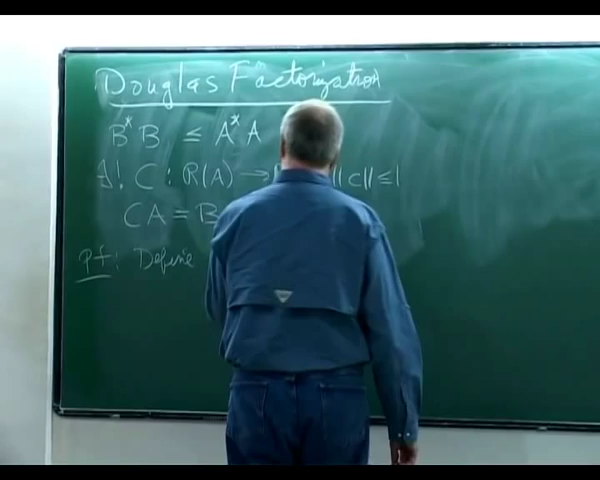 Douglas Factorization
B* B ≤ A* A
∃! C : R(A) → ||C|| ≤ 1
CA = B
Pf: Define